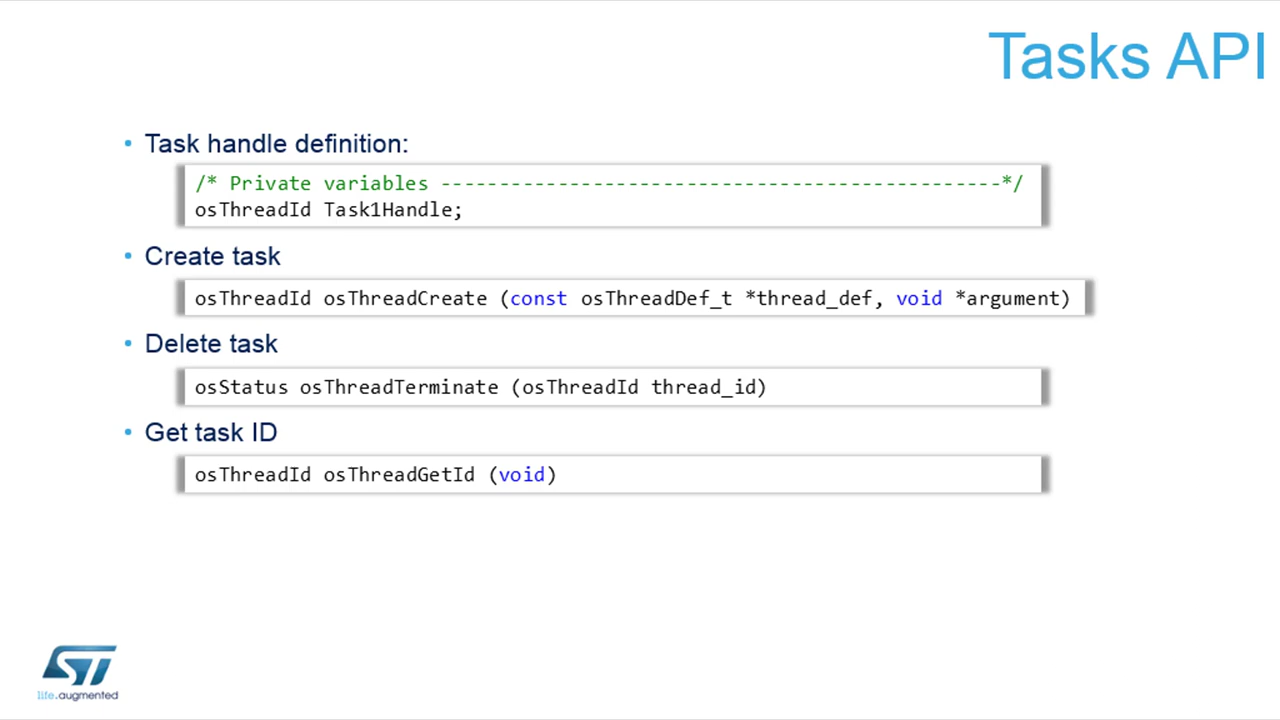 Tasks API
• Task handle definition:
/* Private variables ------------------------------------------------*/
osThreadId Task1Handle;
• Create task
osThreadId osThreadCreate (const osThreadDef_t *thread_def, void *argument)
• Delete task
osStatus osThreadTerminate (osThreadId thread_id)
• Get task ID
osThreadId osThreadGetId (void)
ST
life.augmented